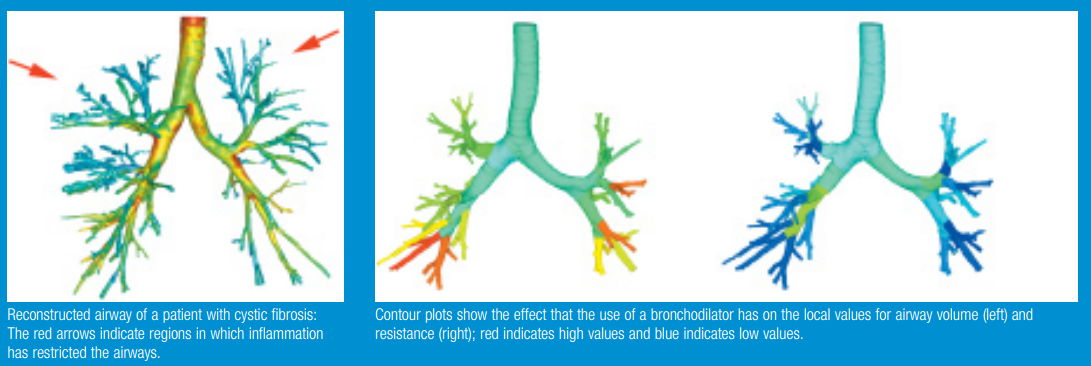 Reconstructed airway of a patient with cystic fibrosis:
The red arrows indicate regions in which inflammation
has restricted the airways.
Contour plots show the effect that the use of a bronchodilator has on the local values for airway volume (left) and
resistance (right); red indicates high values and blue indicates low values.